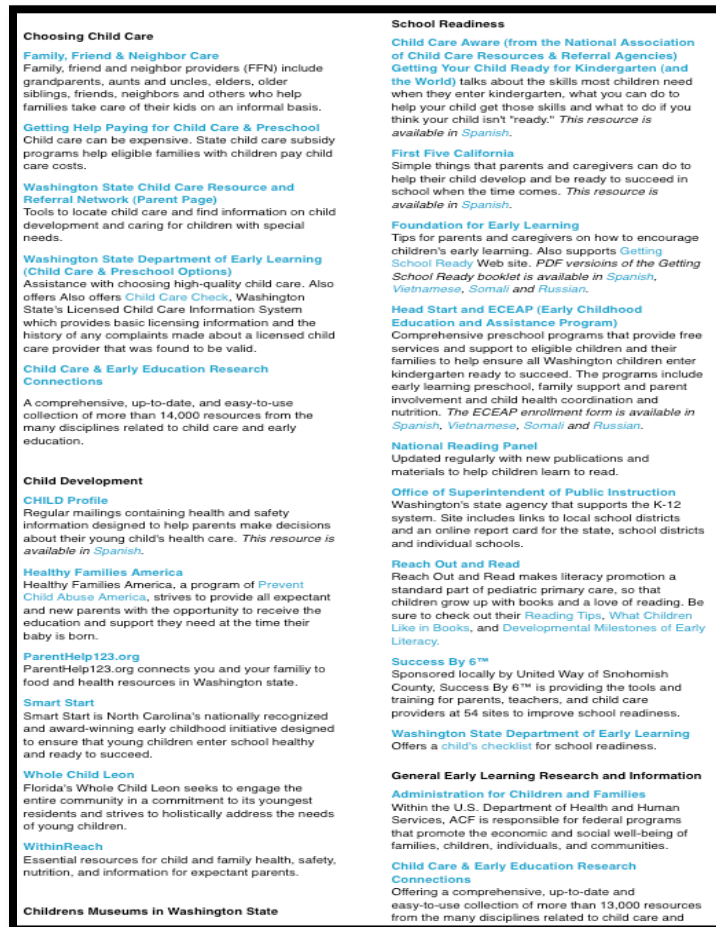 Choosing Child Care
Family, Friend & Neighbor Care
Family, friend and neighbor providers (FFN) include
grandparents, aunts and uncles, elders, older
siblings, friends, neighbors and others who help
families take care of their kids on an informal basis.
Getting Help Paying for Child Care & Preschool
Child care can be expensive. State child care subsidy
programs help eligible families with children pay child
care costs.
Washington State Child Care Resource and
Referral Network (Parent Page)
Tools to locate child care and find information on child
development and caring for children with special
needs.
Washington State Department of Early Learning
(Child Care & Preschool Options)
Assistance with choosing high-quality child care. Also
offers Also offers Child Care Check, Washington
State's Licensed Child Care Information System
which provides basic licensing information and the
history of any complaints made about a licensed child
care provider that was found to be valid.
Child Care & Early Education Research
Connections
A comprehensive, up-to-date, and easy-to-use
collection of more than 14,000 resources from the
many disciplines related to child care and early
education.
Child Development
CHILD Profile
Regular mailings containing health and safety
information designed to help parents make decisions
about their young child's health care. This resource is
available in Spanish.
Healthy Families America
Healthy Families America, a program of Prevent
Child Abuse America, strives to provide all expectant
and new parents with the opportunity to receive the
education and support they need at the time their
baby is born.
ParentHelp123.org
ParentHelp123.org connects you and your familiy to
food and health resources in Washington state.
Smart Start
Smart Start is North Carolina's nationally recognized
and award-winning early childhood initiative designed
to ensure that young children enter school healthy
and ready to succeed.
Whole Child Leon
Florida's Whole Child Leon seeks to engage the
entire community in a commitment to its youngest
residents and strives to holistically address the needs
of young children.
WithinReach
Essential resources for child and family health, safety,
nutrition, and information for expectant parents.
Childrens Museums in Washington State
School Readiness
Child Care Aware (from the National Association
of Child Care Resources & Referral Agencies)
Getting Your Child Ready for Kindergarten (and
the World) talks about the skills most children need
when they enter kindergarten, what you can do to
help your child get those skills and what to do if you
think your child isn't "ready." This resource is
available in Spanish.
First Five California
Simple things that parents and caregivers can do to
help their child develop and be ready to succeed in
school when the time comes. This resource is
available in Spanish.
Foundation for Early Learning
Tips for parents and caregivers on how to encourage
children's early learning. Also supports Getting
School Ready Web site. PDF versioins of the Getting
School Ready booklet is available in Spanish,
Vietnamese, Somali and Russian.
Head Start and ECEAP (Early Childhood
Education and Assistance Program)
Comprehensive preschool programs that provide free
services and support to eligible children and their
families to help ensure all Washington children enter
kindergarten ready to succeed. The programs include
early learning preschool, family support and parent
involvement and child health coordination and
nutrition. The ECEAP enrollment form is available in
Spanish, Vietnamese, Somali and Russian.
National Reading Panel
Updated regularly with new publications and
materials to help children learn to read.
Office of Superintendent of Public Instruction
Washington's state agency that supports the K-12
system. Site includes links to local school districts
and an online report card for the state, school districts
and individual schools.
Reach Out and Read
Reach Out and Read makes literacy promotion a
standard part of pediatric primary care, so that
children grow up with books and a love of reading. Be
sure to check out their Reading Tips, What Children
Like in Books, and Developmental Milestones of Early
Literacy.
Success By 6™
Sponsored locally by United Way of Snohomish
County, Success By 6™ is providing the tools and
training for parents, teachers, and child care
providers at 54 sites to improve school readiness.
Washington State Department of Early Learning
Offers a child's checklist for school readiness.
General Early Learning Research and Information
Administration for Children and Families
Within the U.S. Department of Health and Human
Services, ACF is responsible for federal programs
that promote the economic and social well-being of
families, children, individuals, and communities.
Child Care & Early Education Research
Connections
Offering a comprehensive, up-to-date and
easy-to-use collection of more than 13,000 resources
from the many disciplines related to child care and